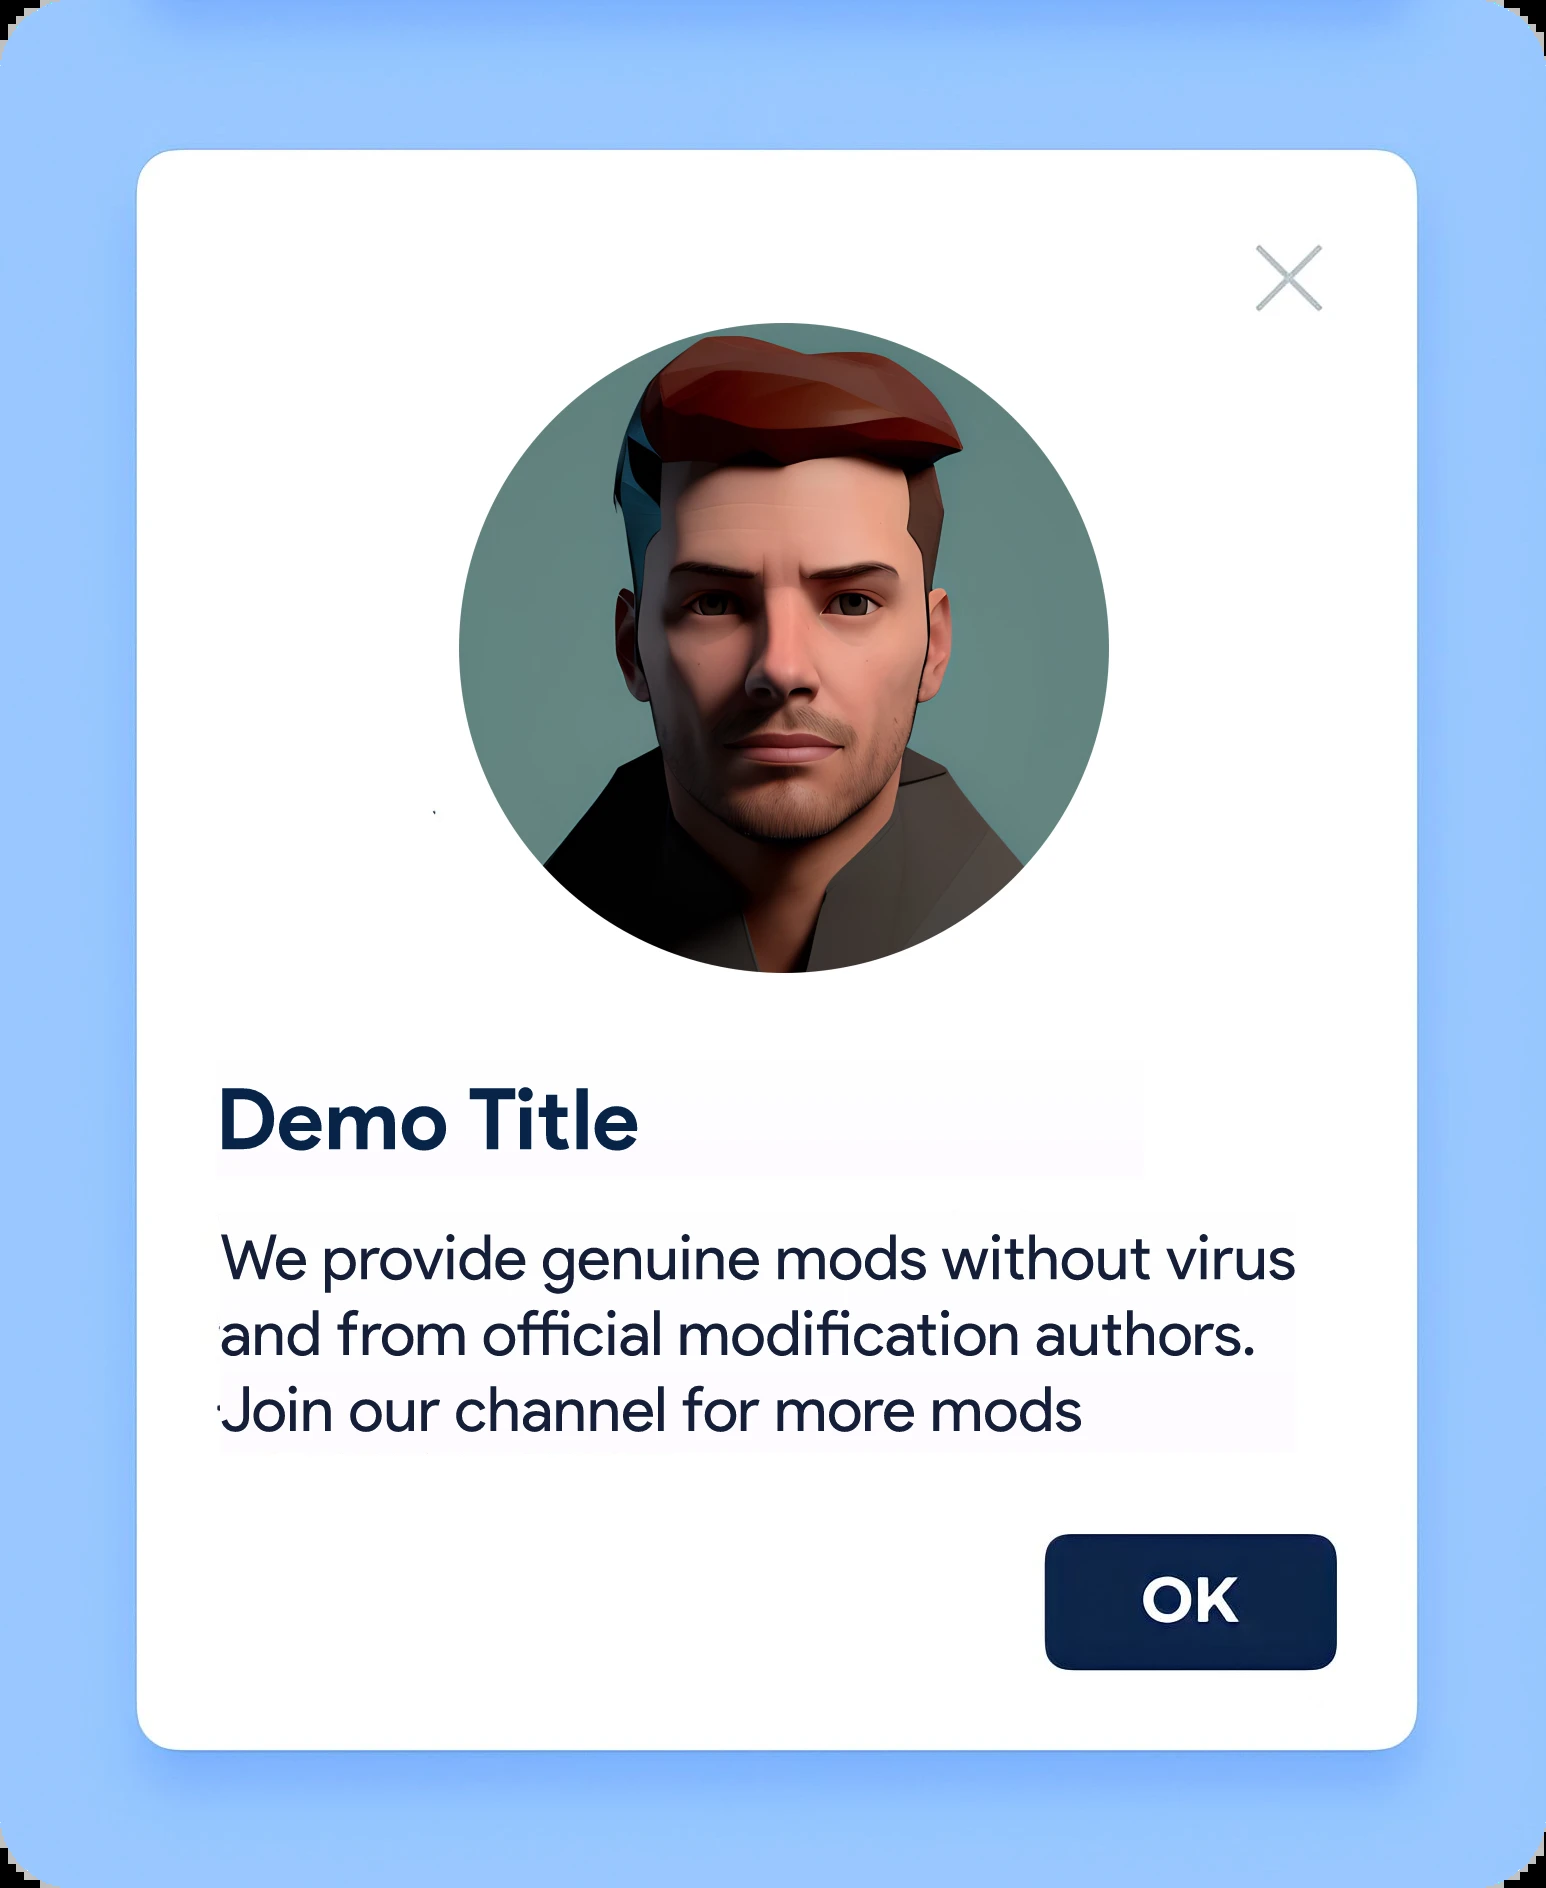 Demo Title
We provide genuine mods without virus
and from official modification authors.
Join our channel for more mods
OK